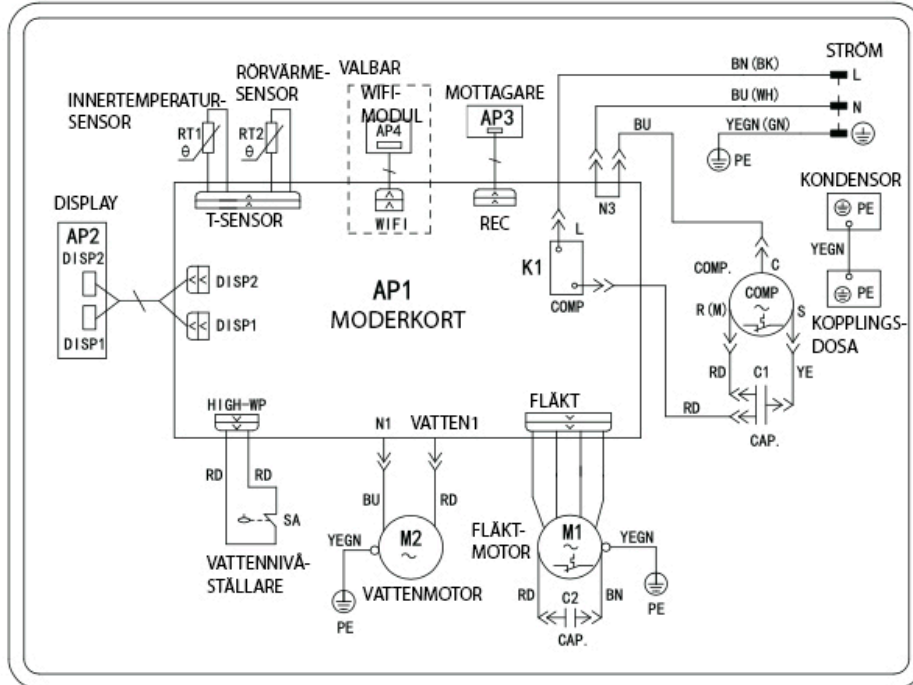 INNERTEMPERATUR-
SENSOR
RT1
θ
RÖRVÄRME-
SENSOR
RT2
θ
T-SENSOR
VALBAR
WIFI-
MODUL
AP4
WIFI
MOTTAGARE
AP3
REC
BN (BK)
BU (WH)
BU
YEGN (GN)
PE
STRÖM
L
N
N3
DISPLAY
AP2
DISP2
DISP1
DISP2
DISP1
AP1
MODERKORT
L
K1
COMP
KONDENSOR
PE
YEGN
PE
KOPPLINGS-
DOSA
COMP.
C
COMP
~
R (M)
S
RD
C1
YE
RD
CAP.
HIGH-WP
RD
RD
SA
VATTENNIVÅ-
STÄLLARE
N1
VATTEN1
BU
RD
YEGN
M2
~
VATTENMOTOR
PE
FLÄKT
FLÄKT-
MOTOR
M1
~
YEGN
RD
C2
BN
CAP.
PE